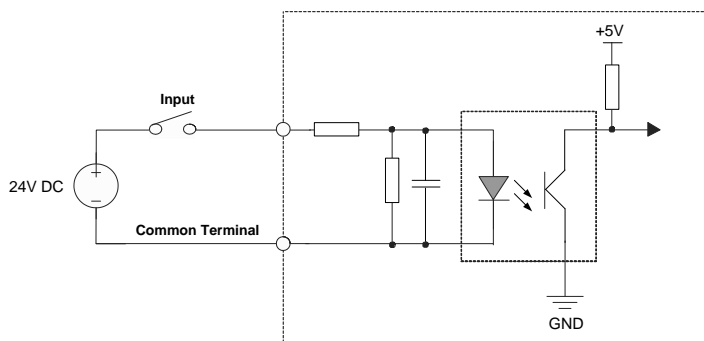 +5V
Input
24V DC
Common Terminal
GND